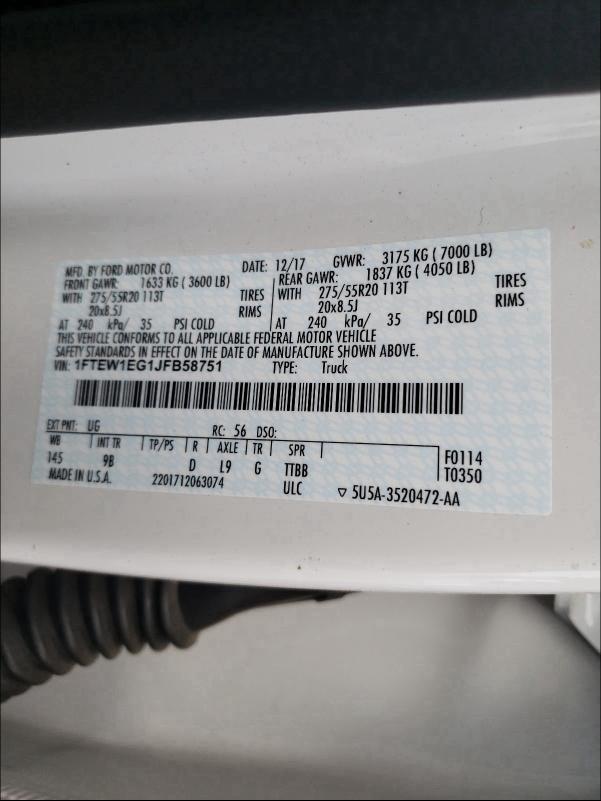 MFD. BY FORD MOTOR CO. DATE: 12/17 GVWR: 3175 KG ( 7000 LB)
FRONT GAWR: 1633 KG ( 3600 LB) REAR GAWR: 1837 KG ( 4050 LB)
WITH 275/55R20 113T TIRES WITH 275/55R20 113T TIRES
20x8.5J RIMS 20x8.5J RIMS
AT 240 kPa/ 35 PSI COLD AT 240 kPa/ 35 PSI COLD
THIS VEHICLE CONFORMS TO ALL APPLICABLE FEDERAL MOTOR VEHICLE
SAFETY STANDARDS IN EFFECT ON THE DATE OF MANUFACTURE SHOWN ABOVE.
VIN: 1FTEW1EG1JFB58751 TYPE: Truck
EXT PNT: UG RC: 56 DSO:
WB INT TR TP/PS R AXLE TR SPR F0114
145 9B D L9 G TTBB T0350
MADE IN U.S.A. 2201712063074 ULC ▽ 5U5A-3520472-AA